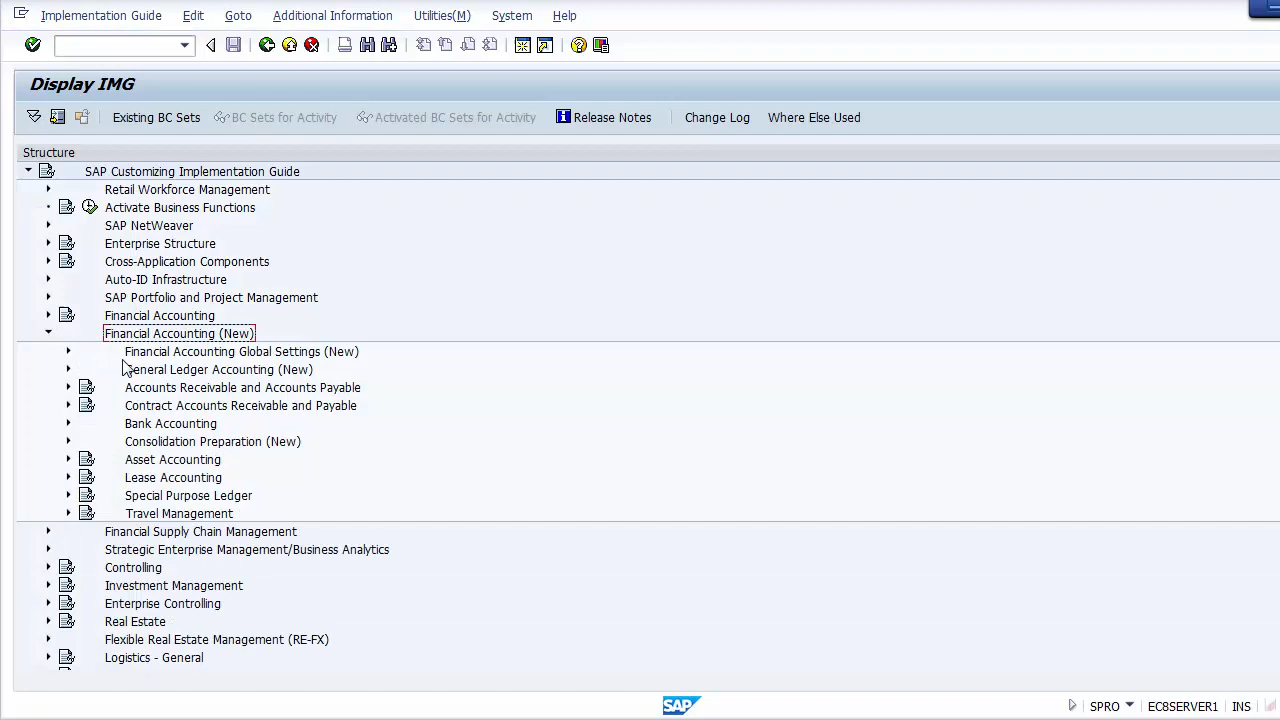 Implementation Guide Edit Goto Additional Information Utilities(M) System Help
Display IMG
Existing BC Sets BC Sets for Activity Activated BC Sets for Activity Release Notes Change Log Where Else Used
Structure
SAP Customizing Implementation Guide
Retail Workforce Management
Activate Business Functions
SAP NetWeaver
Enterprise Structure
Cross-Application Components
Auto-ID Infrastructure
SAP Portfolio and Project Management
Financial Accounting
Financial Accounting (New)
Financial Accounting Global Settings (New)
General Ledger Accounting (New)
Accounts Receivable and Accounts Payable
Contract Accounts Receivable and Payable
Bank Accounting
Consolidation Preparation (New)
Asset Accounting
Lease Accounting
Special Purpose Ledger
Travel Management
Financial Supply Chain Management
Strategic Enterprise Management/Business Analytics
Controlling
Investment Management
Enterprise Controlling
Real Estate
Flexible Real Estate Management (RE-FX)
Logistics - General
SAP SPRO EC8SERVER1 INS